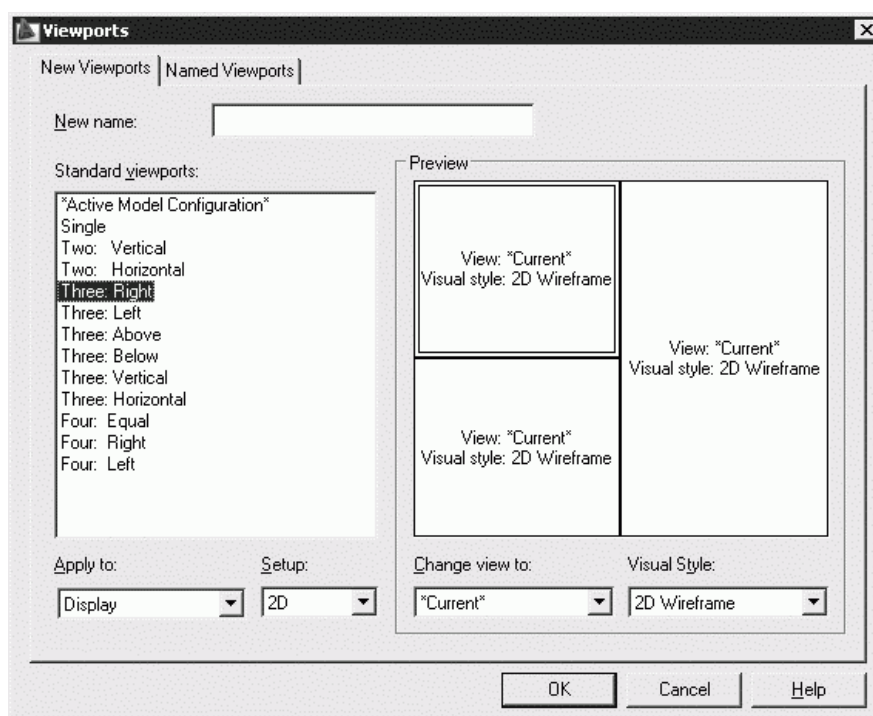 Viewports
New Viewports
Named Viewports
New name:
Standard viewports:
*Active Model Configuration*
Single
Two: Vertical
Two: Horizontal
Three: Right
Three: Left
Three: Above
Three: Below
Three: Vertical
Three: Horizontal
Four: Equal
Four: Right
Four: Left
Apply to:
Setup:
Display
2D
Preview
View: *Current*
Visual style: 2D Wireframe
View: *Current*
Visual style: 2D Wireframe
View: *Current*
Visual style: 2D Wireframe
Change view to:
Visual Style:
*Current*
2D Wireframe
OK
Cancel
Help